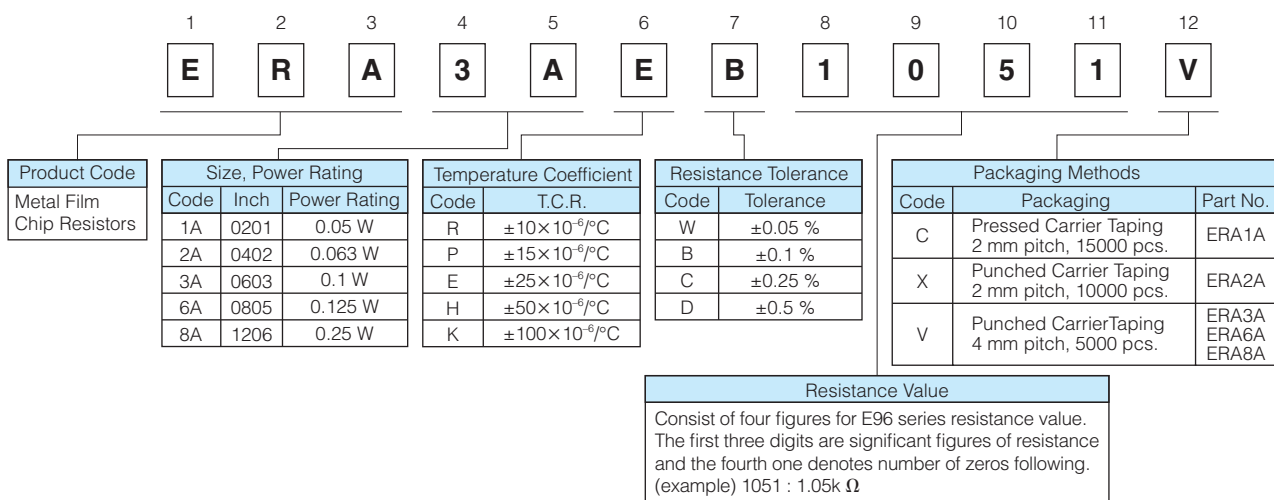 1 2 3 4 5 6 7 8 9 10 11 12
E R A 3 A E B 1 0 5 1 V
Product Code
Metal Film
Chip Resistors
Size, Power Rating
Code Inch Power Rating
1A 0201 0.05 W
2A 0402 0.063 W
3A 0603 0.1 W
6A 0805 0.125 W
8A 1206 0.25 W
Temperature Coefficient
Code T.C.R.
R ±10×10⁻⁶/°C
P ±15×10⁻⁶/°C
E ±25×10⁻⁶/°C
H ±50×10⁻⁶/°C
K ±100×10⁻⁶/°C
Resistance Tolerance
Code Tolerance
W ±0.05 %
B ±0.1 %
C ±0.25 %
D ±0.5 %
Packaging Methods
Code Packaging Part No.
C Pressed Carrier Taping
2 mm pitch, 15000 pcs. ERA1A
X Punched Carrier Taping
2 mm pitch, 10000 pcs. ERA2A
V Punched CarrierTaping
4 mm pitch, 5000 pcs.
ERA3A
ERA6A
ERA8A
Resistance Value
Consist of four figures for E96 series resistance value.
The first three digits are significant figures of resistance
and the fourth one denotes number of zeros following.
(example) 1051 : 1.05k Ω